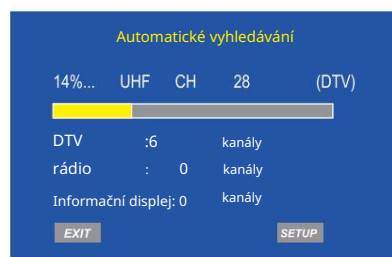 Automatické vyhledávání
14%... UHF CH 28 (DTV)
DTV :6 kanály
rádio : 0 kanály
Informační displej: 0 kanály
EXIT SETUP